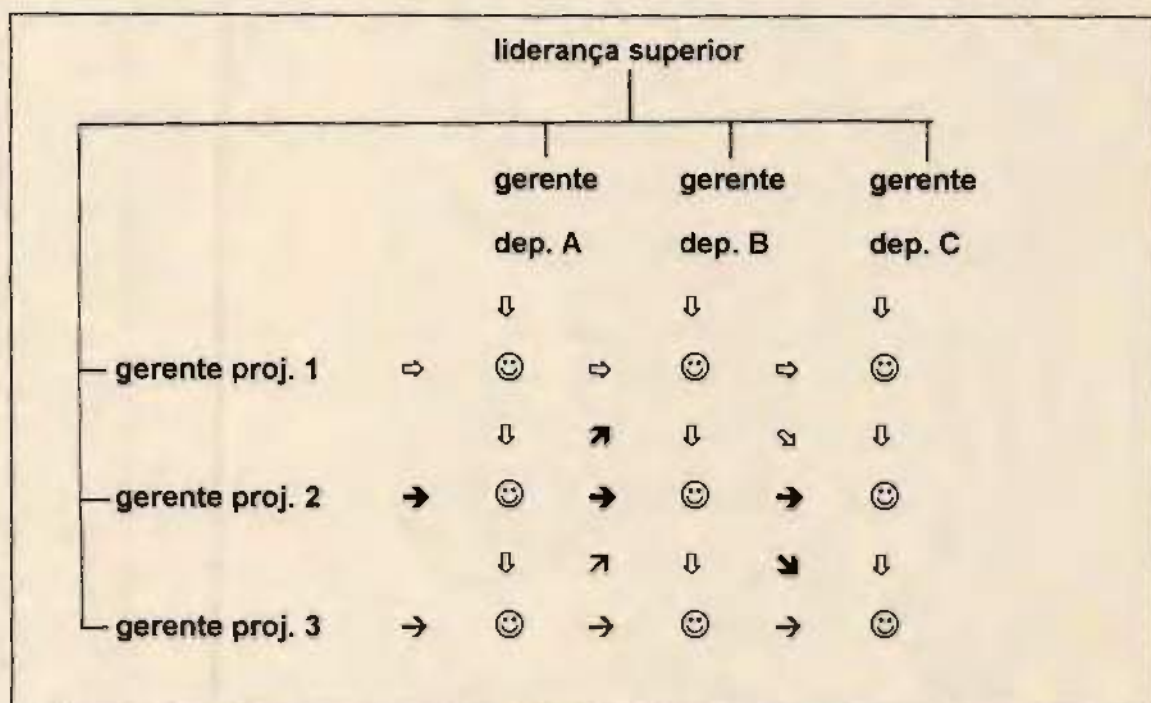 liderança superior
gerente gerente gerente
dep. A dep. B dep. C
gerente proj. 1
gerente proj. 2
gerente proj. 3